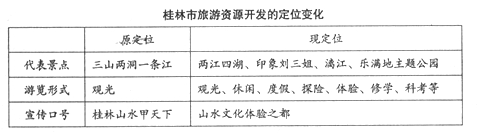 桂林市旅游资源开发的定位变化
原定位 现定位
代表景点 三山两洞一条江 两江四湖、印象刘三姐、漓江、乐满地主题公园
游览形式 观光 观光、休闲、度假、探险、体验、修学、科考等
宣传口号 桂林山水甲天下 山水文化体验之都